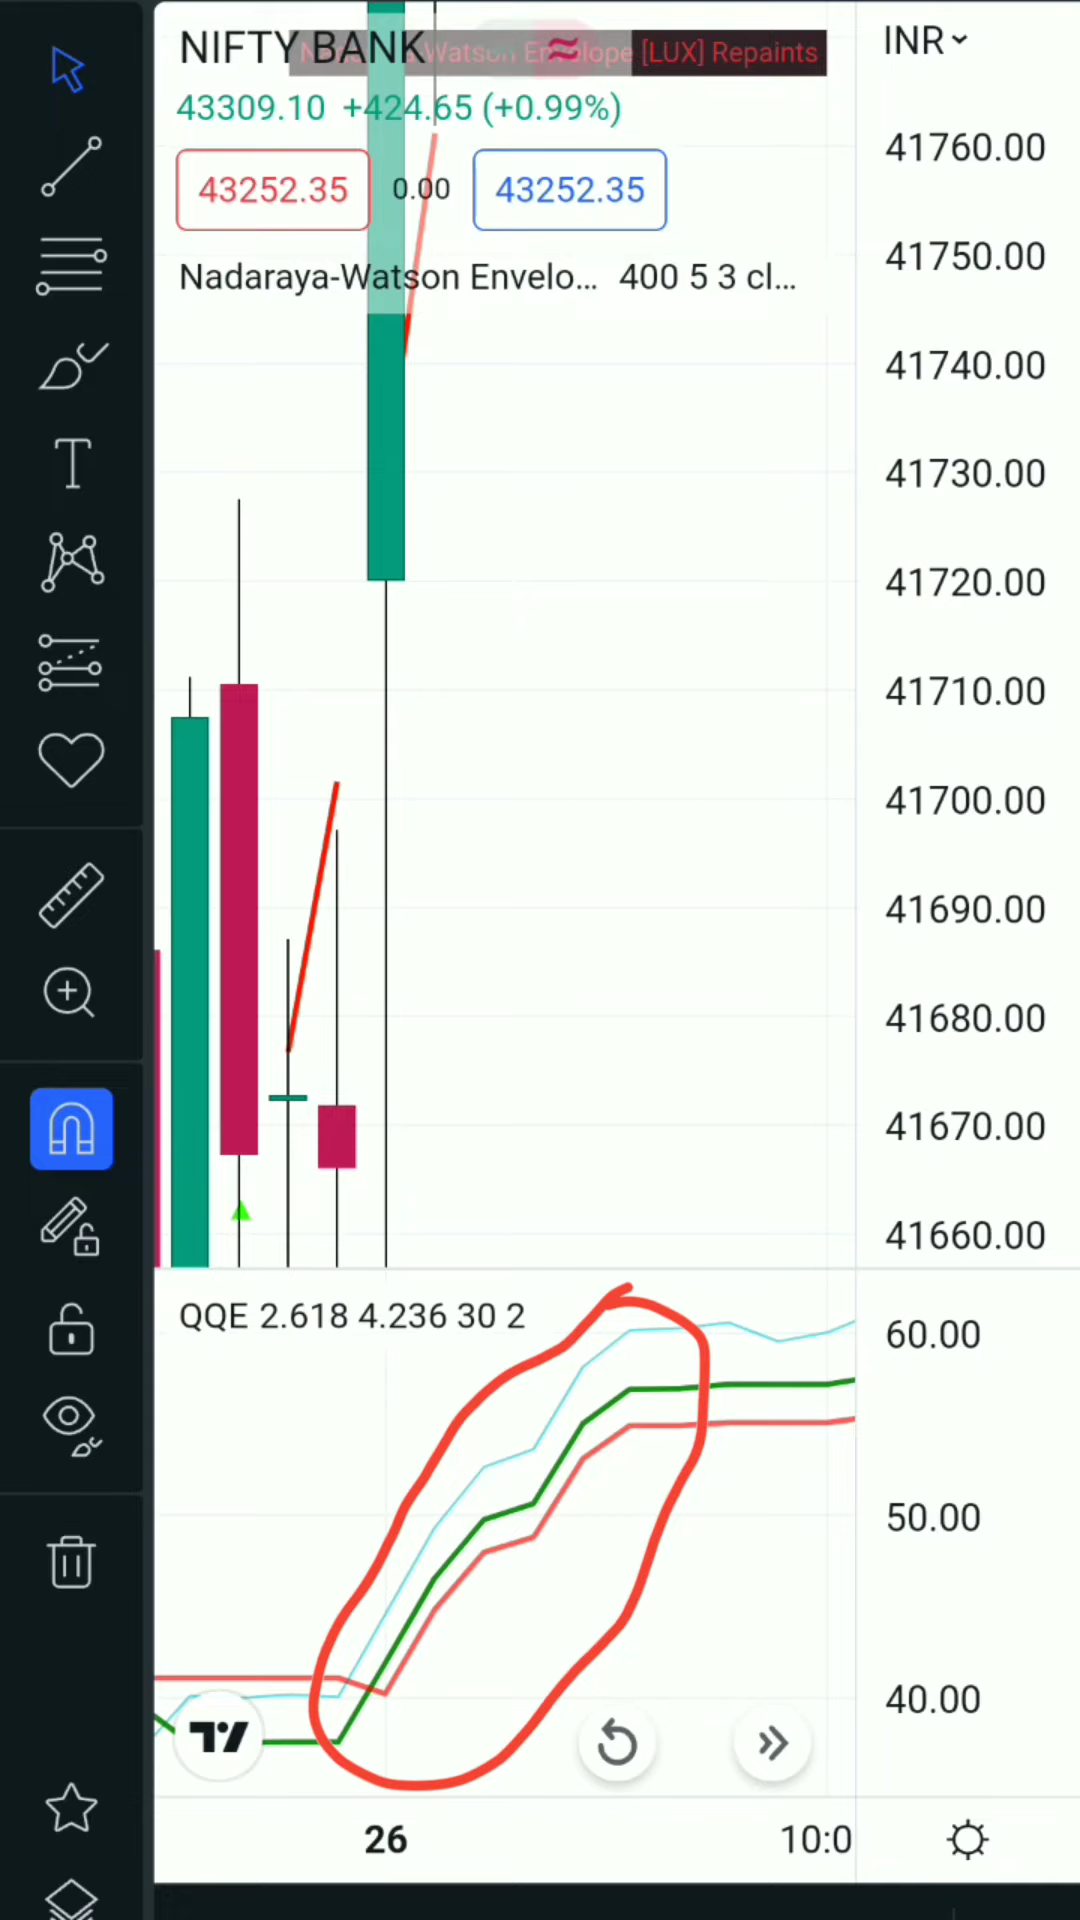 NIFTY BANK
Nadaraya-Watson Envelope [LUX] Repaints
INR
43309.10 +424.65 (+0.99%)
43252.35 0.00 43252.35
Nadaraya-Watson Envelo... 400 5 3 cl...
41760.00
41750.00
41740.00
41730.00
41720.00
41710.00
41700.00
41690.00
41680.00
41670.00
41660.00
QQE 2.618 4.236 30 2
60.00
50.00
40.00
26
10:0